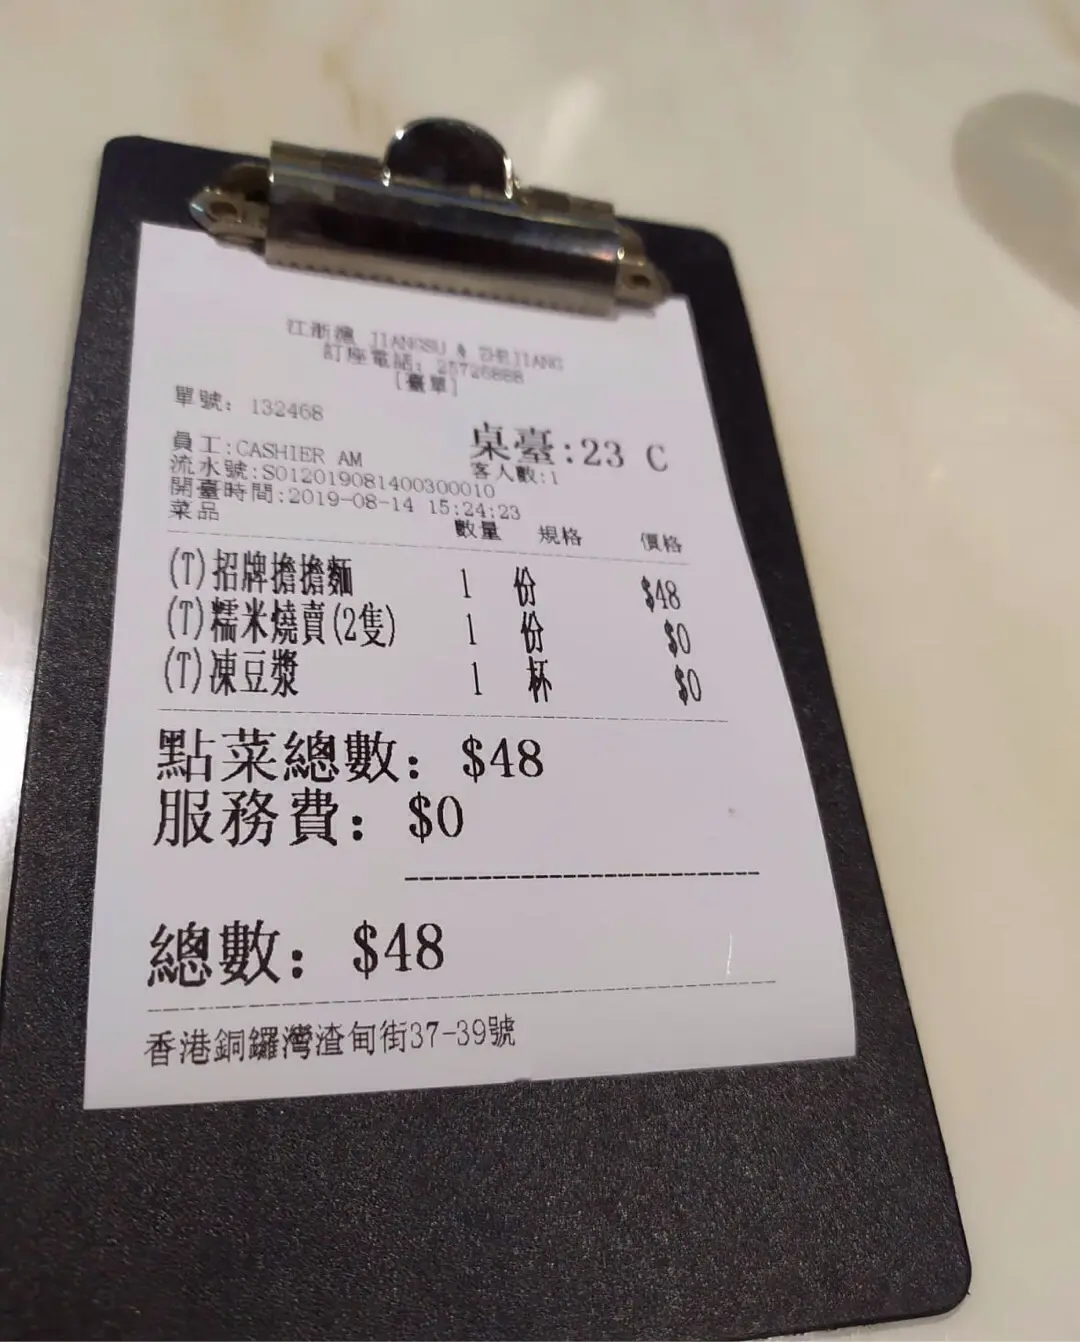 江浙滬 JIANGSU & ZHEJIANG
訂座電話: 25726888
[臺單]
單號: 132468
桌臺:23 C
員工:CASHIER AM
客人數:1
流水號:S0120190814003000​10
開臺時間:2019-08-14 15:24:23
菜品 數量 規格 價格
(T)招牌擔擔麵 1 份 $48
(T)糯米燒賣(2隻) 1 份 $0
(T)凍豆漿 1 杯 $0
點菜總數: $48
服務費: $0
總數: $48
香港銅鑼灣渣甸街37-39號